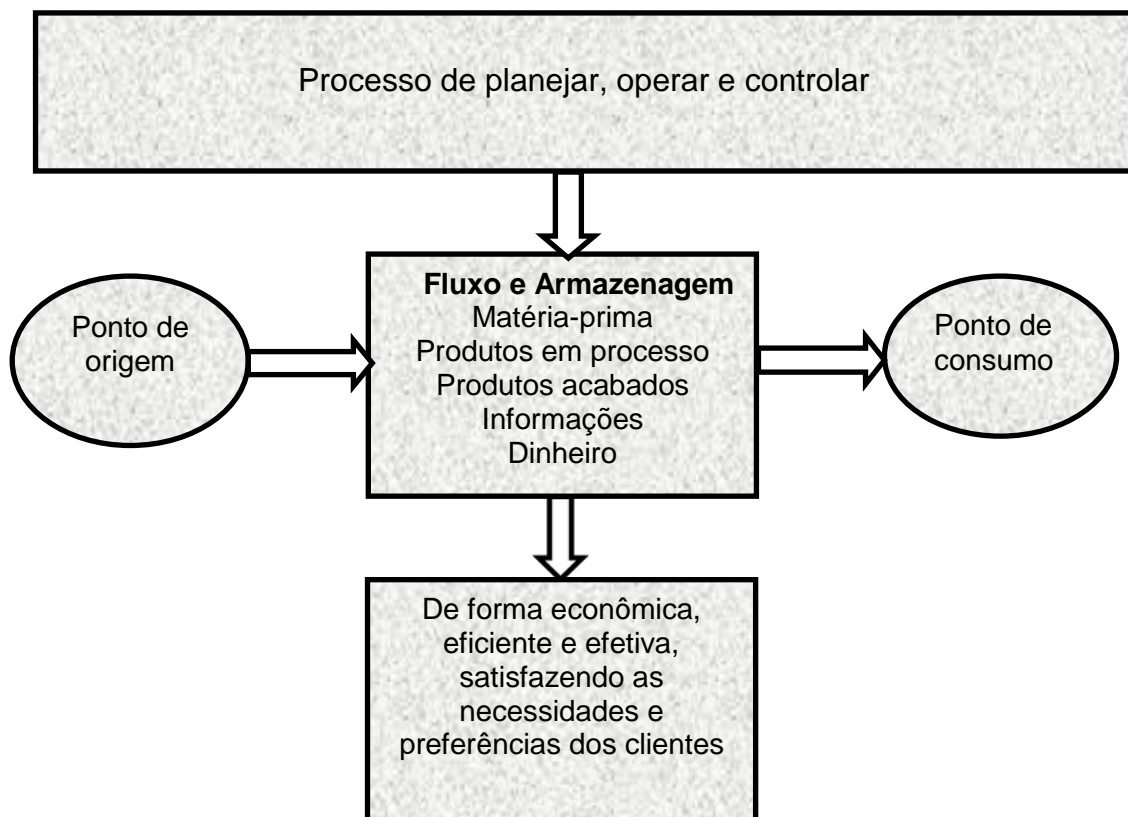 Processo de planejar, operar e controlar
Fluxo e Armazenagem
Matéria-prima
Produtos em processo
Produtos acabados
Informações
Dinheiro
Ponto de
origem
Ponto de
consumo
De forma econômica,
eficiente e efetiva,
satisfazendo as
necessidades e
preferências dos clientes